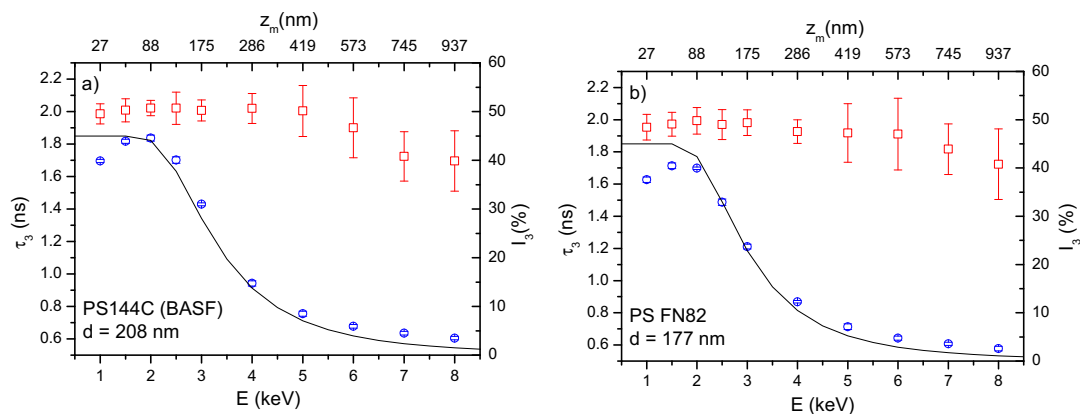 z_m(nm)
27 88 175 286 419 573 745 937
a)
2.2
2.0
1.8
1.6
1.4
1.2
1.0
0.8
0.6
τ_3 (ns)
60
50
40
30
20
10
0
I_3(%)
PS144C (BASF)
d = 208 nm
1 2 3 4 5 6 7 8
E (keV)
z_m(nm)
27 88 175 286 419 573 745 937
b)
2.2
2.0
1.8
1.6
1.4
1.2
1.0
0.8
0.6
τ_3 (ns)
60
50
40
30
20
10
0
I_3(%)
PS FN82
d = 177 nm
1 2 3 4 5 6 7 8
E (keV)